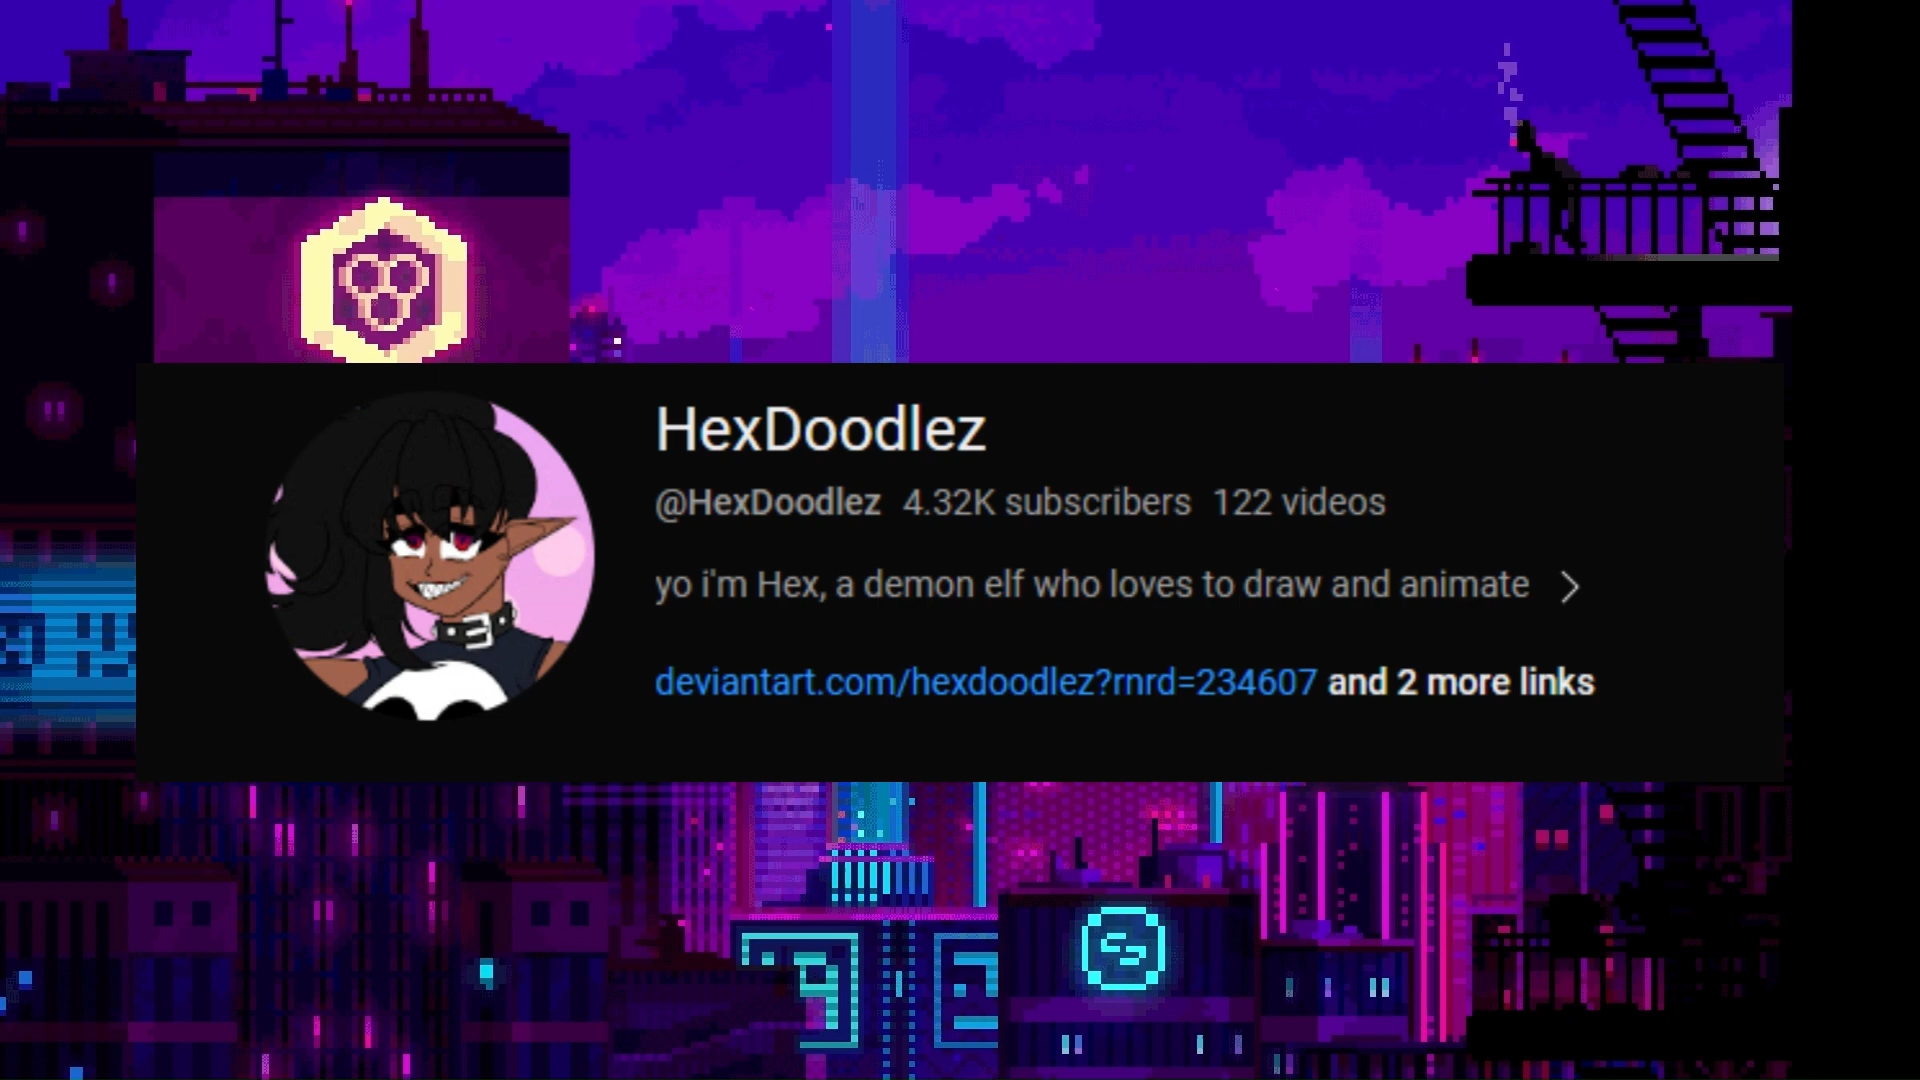 HexDoodlez
@HexDoodlez 4.32K subscribers 122 videos
yo i'm Hex, a demon elf who loves to draw and animate
deviantart.com/hexdoodlez?rnrd=234607 and 2 more links